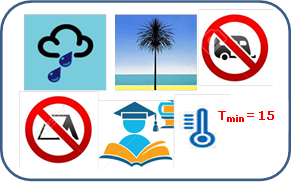 Tmin = 15